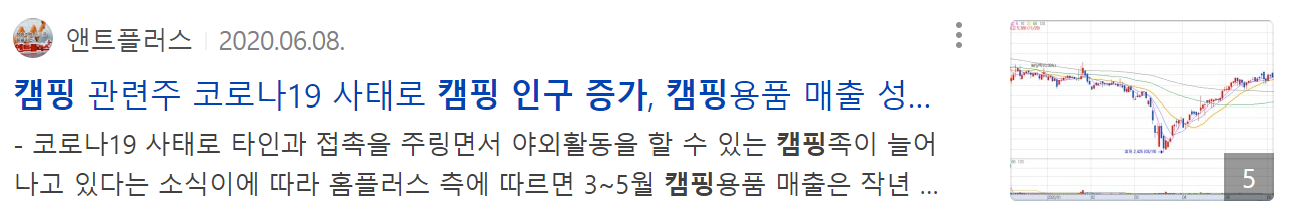 앤트플러스 2020.06.08.
캠핑 관련주 코로나19 사태로 캠핑 인구 증가, 캠핑용품 매출 성...
- 코로나19 사태로 타인과 접촉을 주링면서 야외활동을 할 수 있는 캠핑족이 늘어
나고 있다는 소식이에 따라 홈플러스 측에 따르면 3~5월 캠핑용품 매출은 작년 ...
5